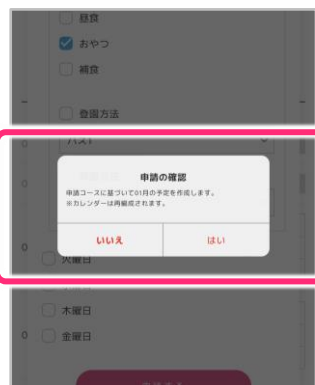 昼食
おやつ
補食
登園方法
バス1
申請の確認
申請コースに基づいて01月の予定を作成します。
※カレンダーは再編成されます。
いいえ
はい
火曜日
木曜日
金曜日